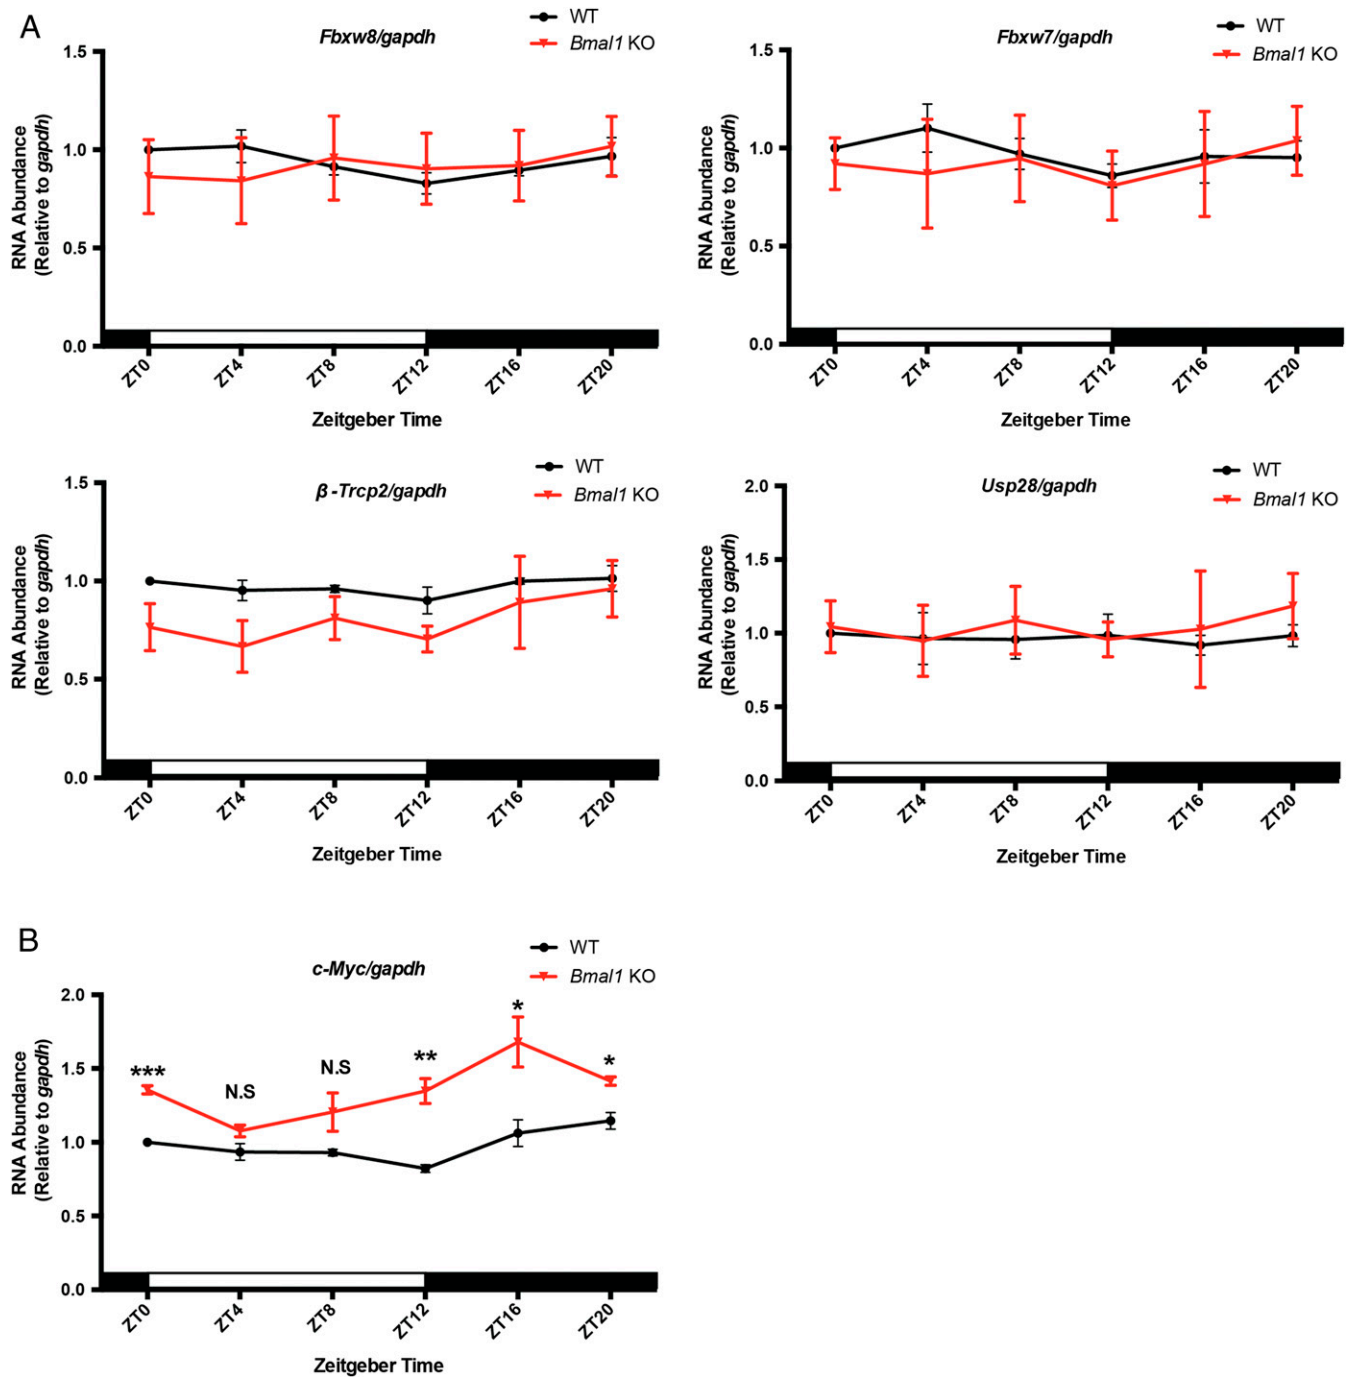 A
Fbxw8/gapdh
WT
Bmal1 KO
RNA Abundance
(Relative to gapdh)
1.5
1.0
0.5
0.0
ZT0
ZT4
ZT8
ZT12
ZT16
ZT20
Zeitgeber Time
Fbxw7/gapdh
WT
Bmal1 KO
RNA Abundance
(Relative to gapdh)
1.5
1.0
0.5
0.0
ZT0
ZT4
ZT8
ZT12
ZT16
ZT20
Zeitgeber Time
β-Trcp2/gapdh
WT
Bmal1 KO
RNA Abundance
(Relative to gapdh)
1.5
1.0
0.5
0.0
ZT0
ZT4
ZT8
ZT12
ZT16
ZT20
Zeitgeber Time
Usp28/gapdh
WT
Bmal1 KO
RNA Abundance
(Relative to gapdh)
2.0
1.5
1.0
0.5
0.0
ZT0
ZT4
ZT8
ZT12
ZT16
ZT20
Zeitgeber Time
B
c-Myc/gapdh
WT
Bmal1 KO
RNA Abundance
(Relative to gapdh)
2.0
1.5
1.0
0.5
0.0
***
N.S
N.S
**
*
*
ZT0
ZT4
ZT8
ZT12
ZT16
ZT20
Zeitgeber Time